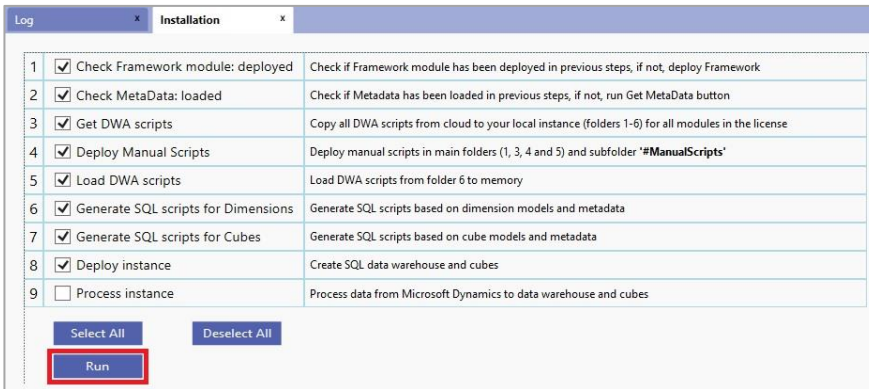 Log x Installation x
1 Check Framework module: deployed Check if Framework module has been deployed in previous steps, if not, deploy Framework
2 Check MetaData: loaded Check if Metadata has been loaded in previous steps, if not, run Get MetaData button
3 Get DWA scripts Copy all DWA scripts from cloud to your local instance (folders 1-6) for all modules in the license
4 Deploy Manual Scripts Deploy manual scripts in main folders (1, 3, 4 and 5) and subfolder '#ManualScripts'
5 Load DWA scripts Load DWA scripts from folder 6 to memory
6 Generate SQL scripts for Dimensions Generate SQL scripts based on dimension models and metadata
7 Generate SQL scripts for Cubes Generate SQL scripts based on cube models and metadata
8 Deploy instance Create SQL data warehouse and cubes
9 Process instance Process data from Microsoft Dynamics to data warehouse and cubes
Select All Deselect All
Run